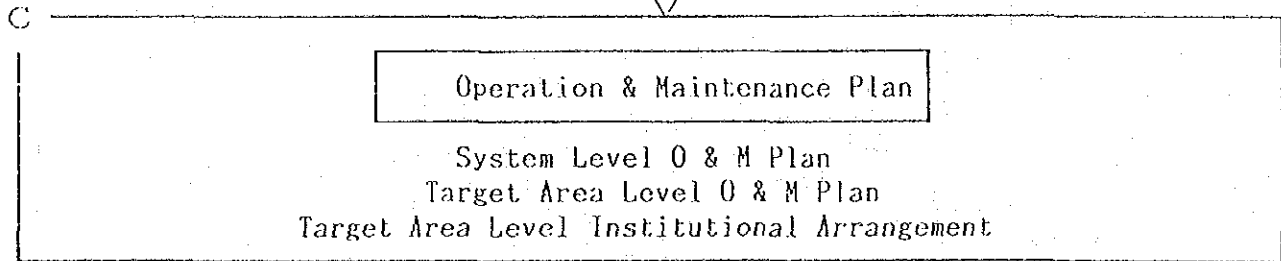 C
Operation & Maintenance Plan
System Level O & M Plan
Target Area Level O & M Plan
Target Area Level Institutional Arrangement